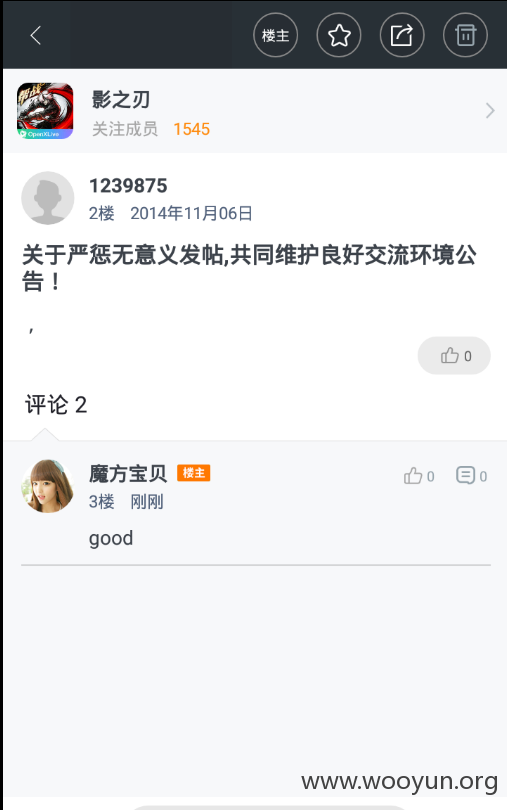 楼主
影之刃
关注成员 1545
OpenXLive
1239875
2楼 2014年11月06日
关于严惩无意义发帖,共同维护良好交流环境公
告！
,
0
评论 2
魔方宝贝 楼主
0 0
3楼 刚刚
good
www.wooyun.org